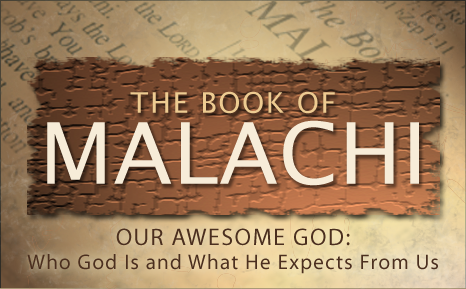 THE BOOK OF
MALACHI
OUR AWESOME GOD:
Who God Is and What He Expects From Us